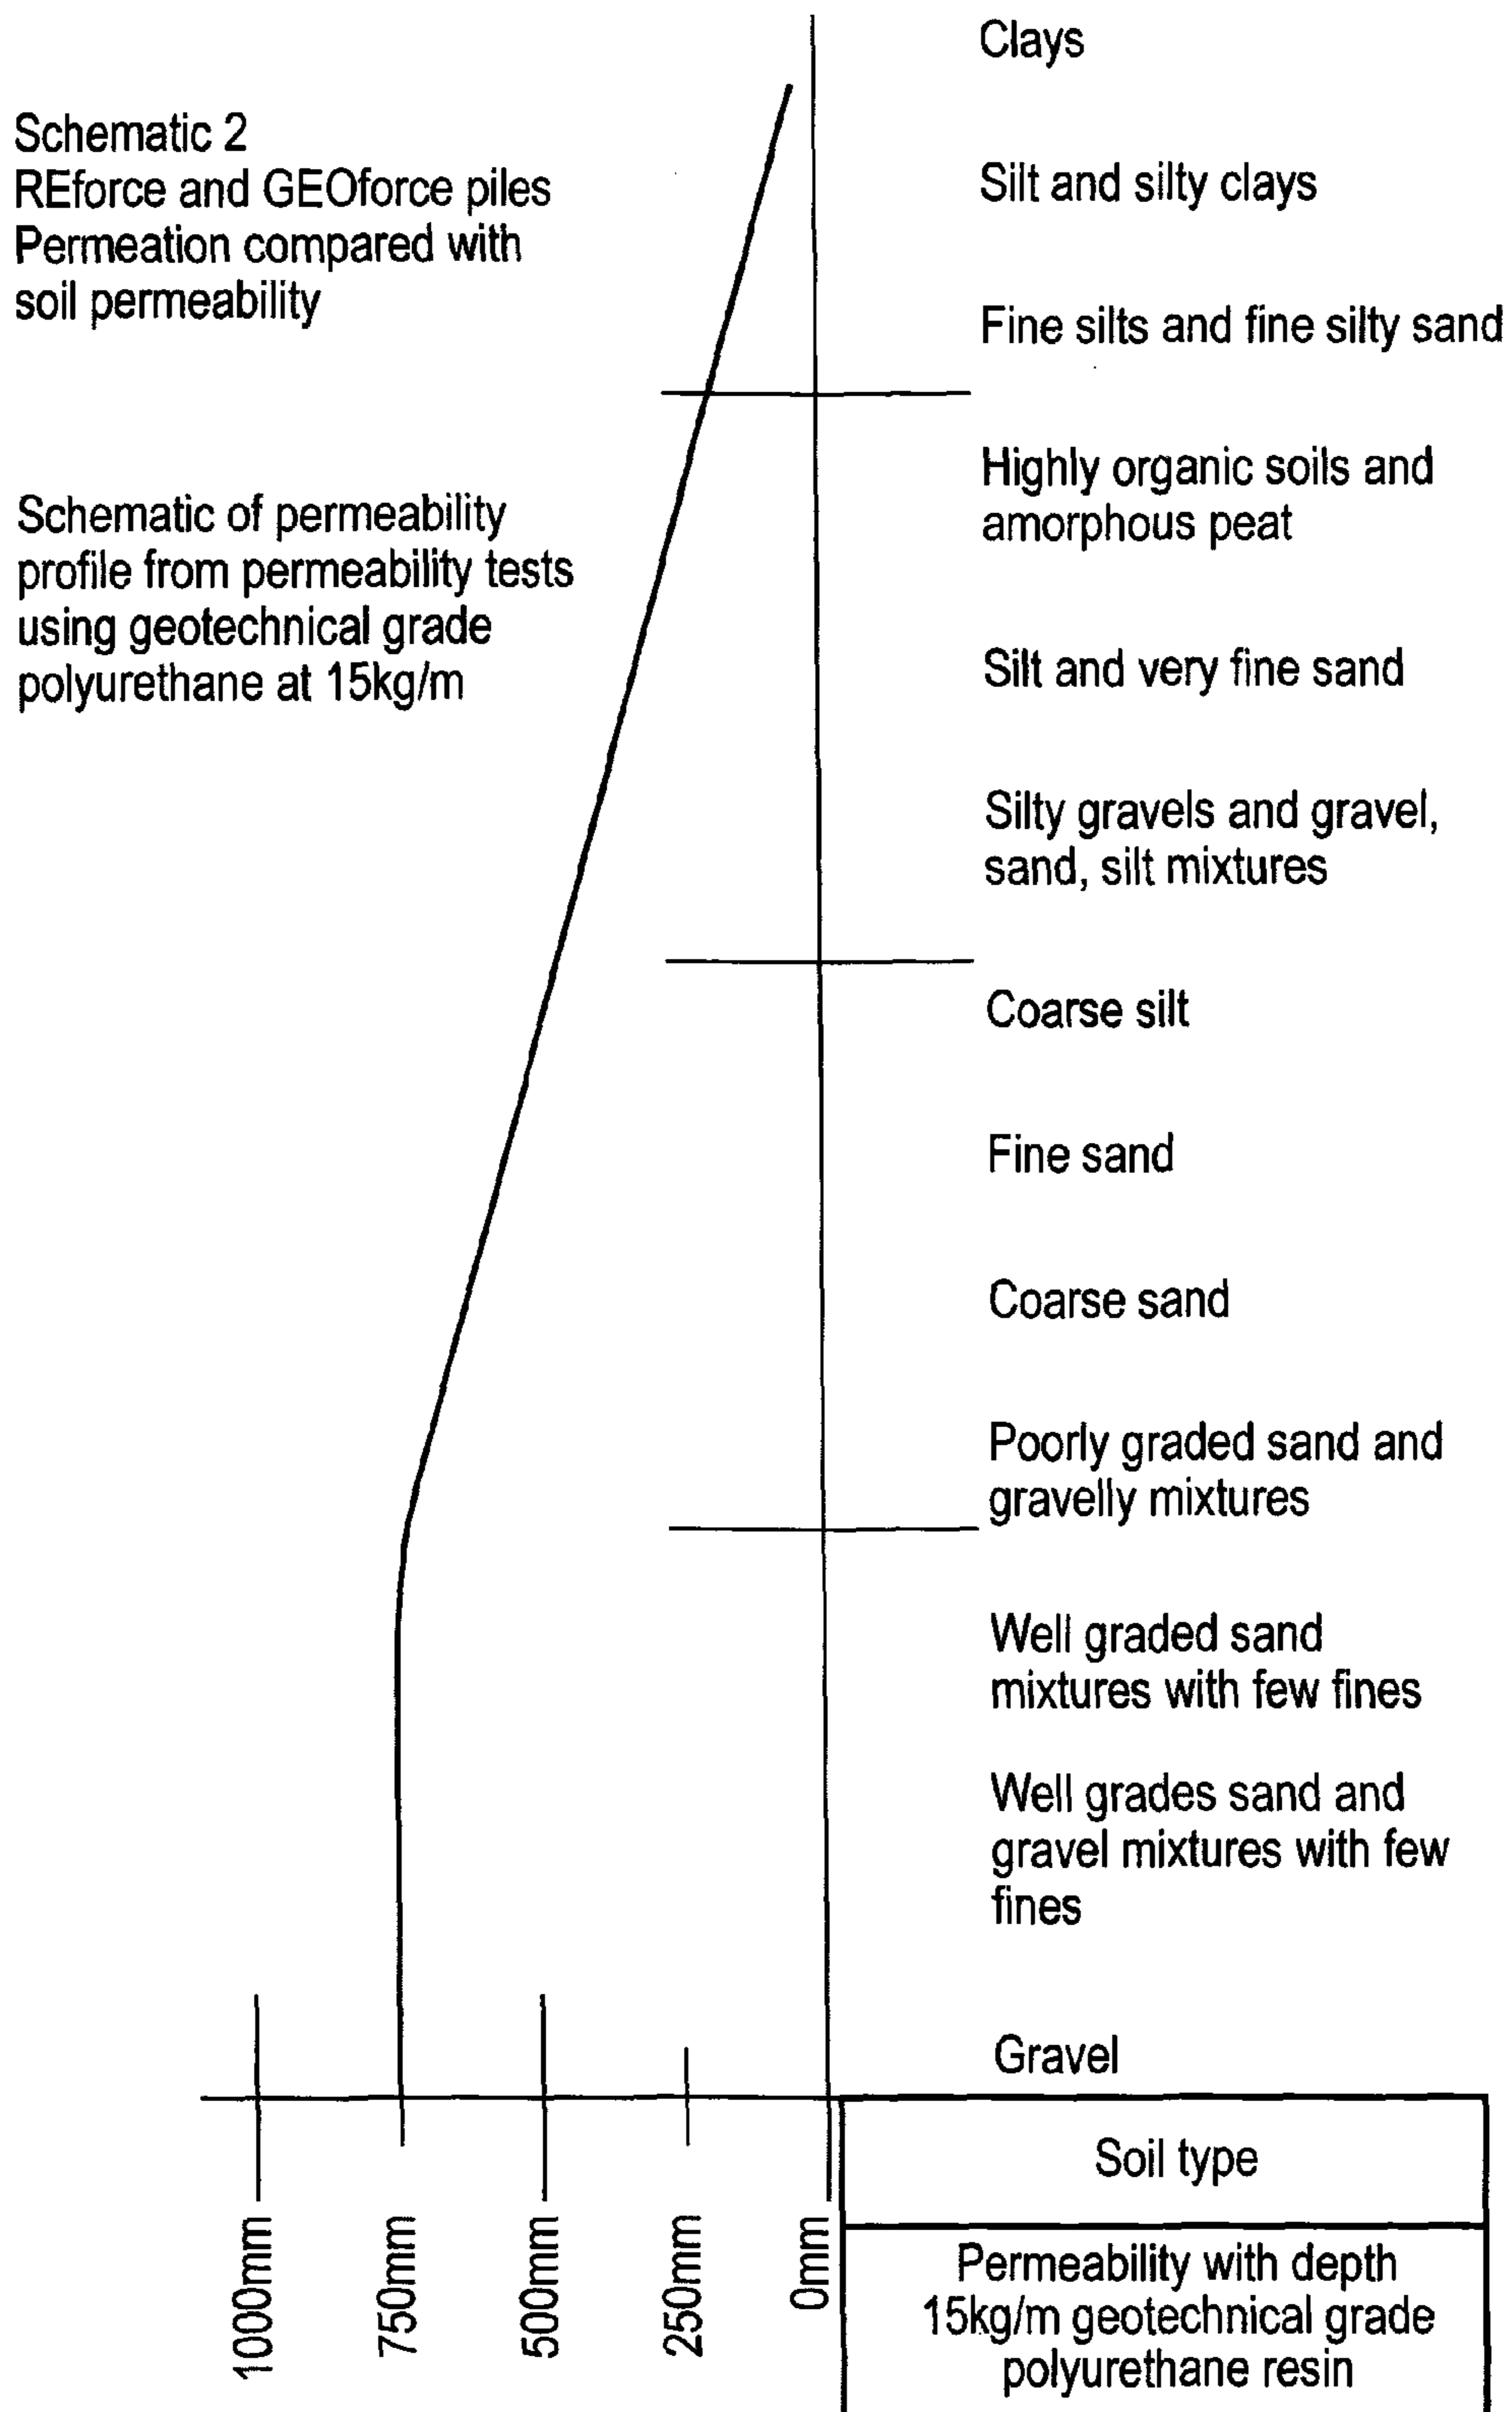 Schematic 2
REforce and GEOforce piles
Permeation compared with
soil permeability
Schematic of permeability
profile from permeability tests
using geotechnical grade
polyurethane at 15kg/m
Clays
Silt and silty clays
Fine silts and fine silty sand
Highly organic soils and
amorphous peat
Silt and very fine sand
Silty gravels and gravel,
sand, silt mixtures
Coarse silt
Fine sand
Coarse sand
Poorly graded sand and
gravelly mixtures
Well graded sand
mixtures with few fines
Well grades sand and
gravel mixtures with few
fines
Gravel
Soil type
1000mm
750mm
500mm
250mm
0mm
Permeability with depth
15kg/m geotechnical grade
polyurethane resin